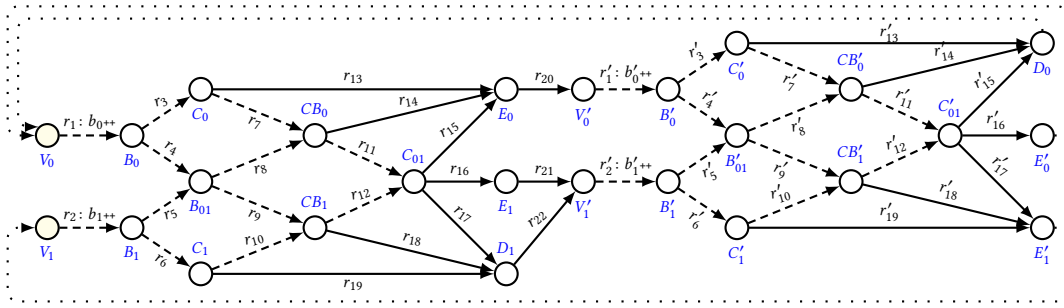 r′₁₃
C′₀
r′₃
r′₁₄
D₀
r₁₃
CB′₀
C₀
r₂₀
r′₁ : b′₀++
r′₇
r′₁₅
r₃
CB₀
r₁₄
E₀
V′₀
B′₀
r′₁₁
C′₀₁
r₁ : b₀++
r₇
r₁₅
r′₄
r′₈
r′₁₆
V₀
B₀
r₄
r₁₁
C₀₁
B′₀₁
r′₁₂
E′₀
r₈
r₁₆
r₂₁
r′₂ : b′₁++
r′₅
r′₉
CB′₁
r′₁₇
B₀₁
r₁₂
E₁
V′₁
B′₁
r′₁₀
r₂ : b₁++
r₅
r₉
CB₁
r₁₇
r₂₂
r′₆
r′₁₈
V₁
B₁
r₁₀
r₁₈
D₁
r′₁₉
r₆
C₁
C′₁
E′₁
r₁₉